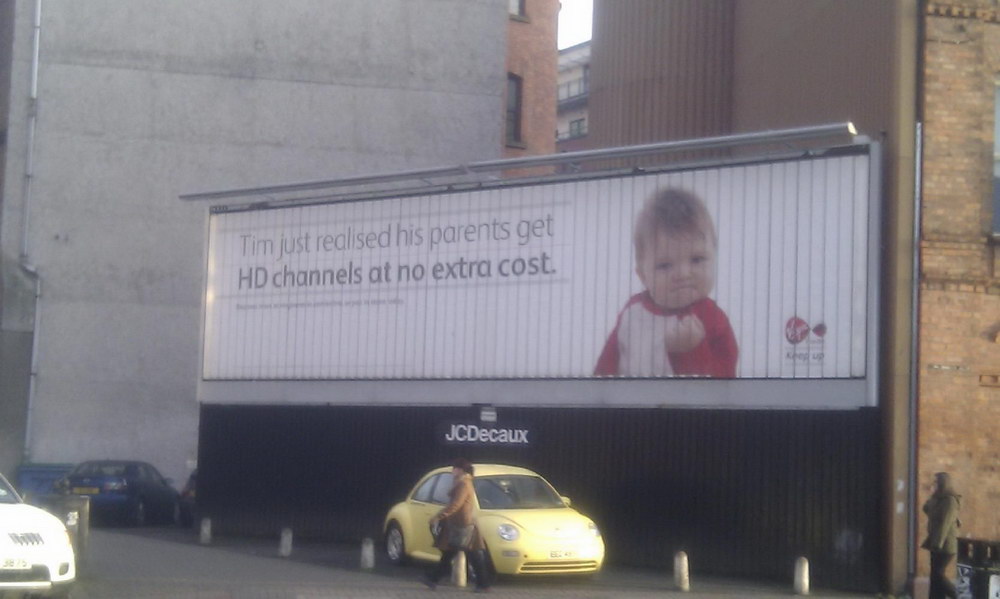 Tim just realised his parents get
HD channels at no extra cost.
Keep up
JCDecaux